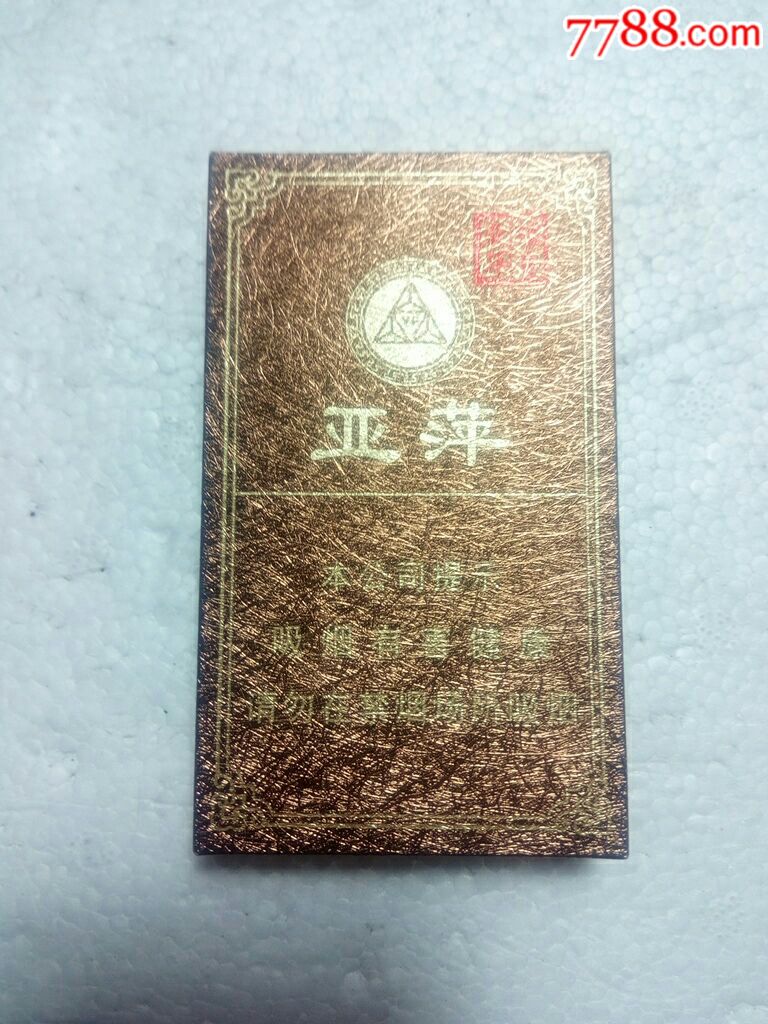 7788.com
亚萍
本公司提示
吸烟有害健康
请勿在禁烟场所吸烟